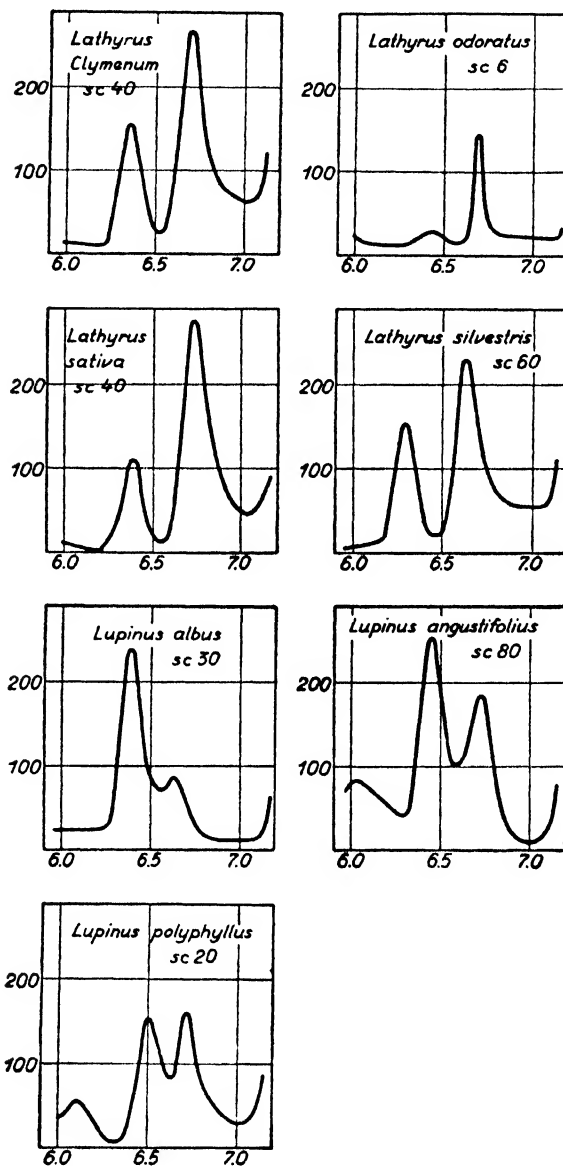 Lathyrus
Clymenum
sc 40
200
100
6.0 6.5 7.0
Lathyrus odoratus
sc 6
200
100
6.0 6.5 7.0
Lathyrus
sativa
sc 40
200
100
6.0 6.5 7.0
Lathyrus silvestris
sc 60
200
100
6.0 6.5 7.0
Lupinus albus
sc 30
200
100
6.0 6.5 7.0
Lupinus angustifolius
sc 80
200
100
6.0 6.5 7.0
Lupinus polyphyllus
sc 20
200
100
6.0 6.5 7.0